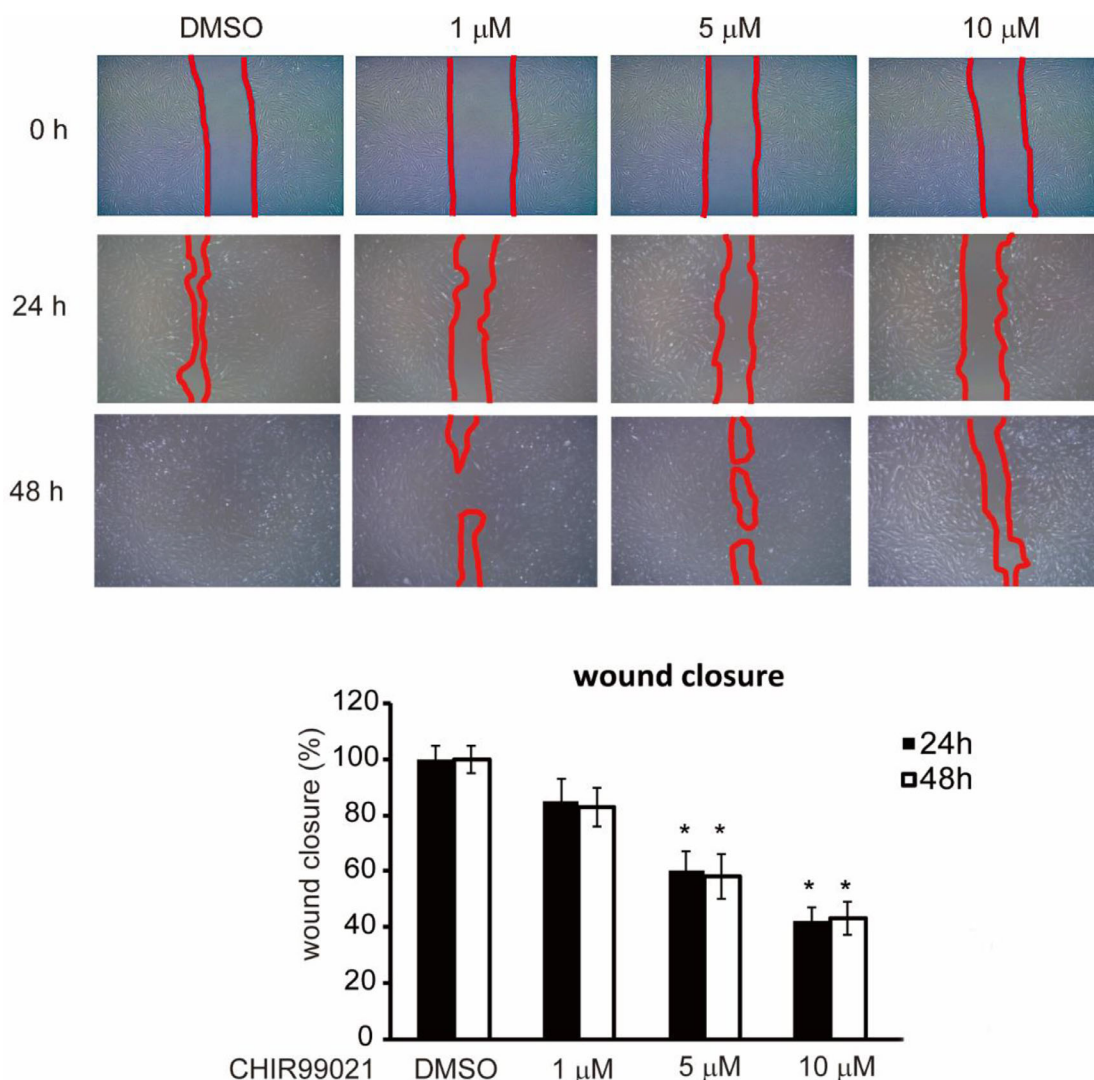 DMSO 1 μM 5 μM 10 μM
0 h
24 h
48 h
wound closure
120
100
80
60
40
20
0
wound closure (%)
24h
48h
* * * *
CHIR99021 DMSO 1 μM 5 μM 10 μM